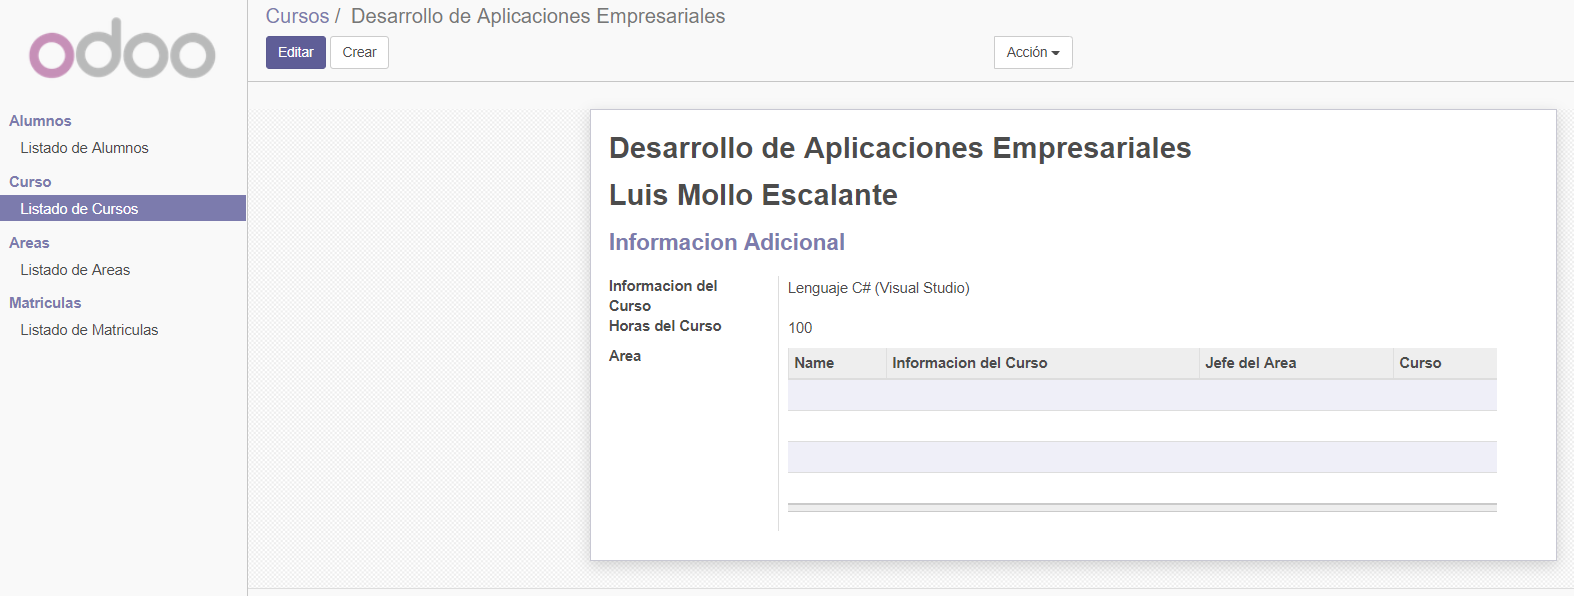 odoo
Alumnos
Listado de Alumnos
Curso
Listado de Cursos
Areas
Listado de Areas
Matriculas
Listado de Matriculas
Cursos / Desarrollo de Aplicaciones Empresariales
Editar Crear Acción
Desarrollo de Aplicaciones Empresariales
Luis Mollo Escalante
Informacion Adicional
Informacion del Curso Lenguaje C# (Visual Studio)
Horas del Curso 100
Area
Name Informacion del Curso Jefe del Area Curso